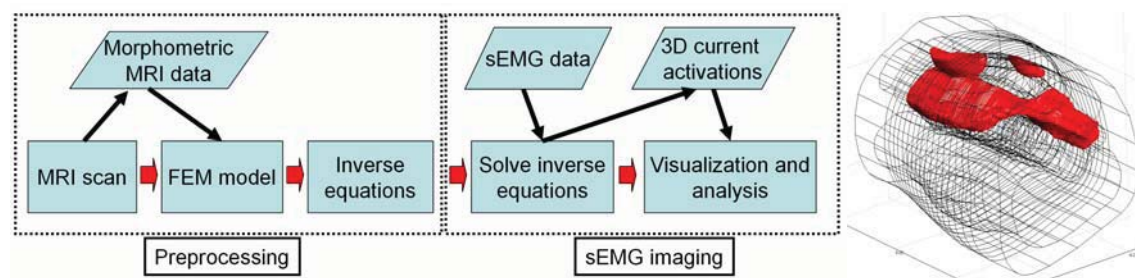 Morphometric
MRI data
MRI scan
FEM model
Inverse
equations
Preprocessing
sEMG data
3D current
activations
Solve inverse
equations
Visualization and
analysis
sEMG imaging